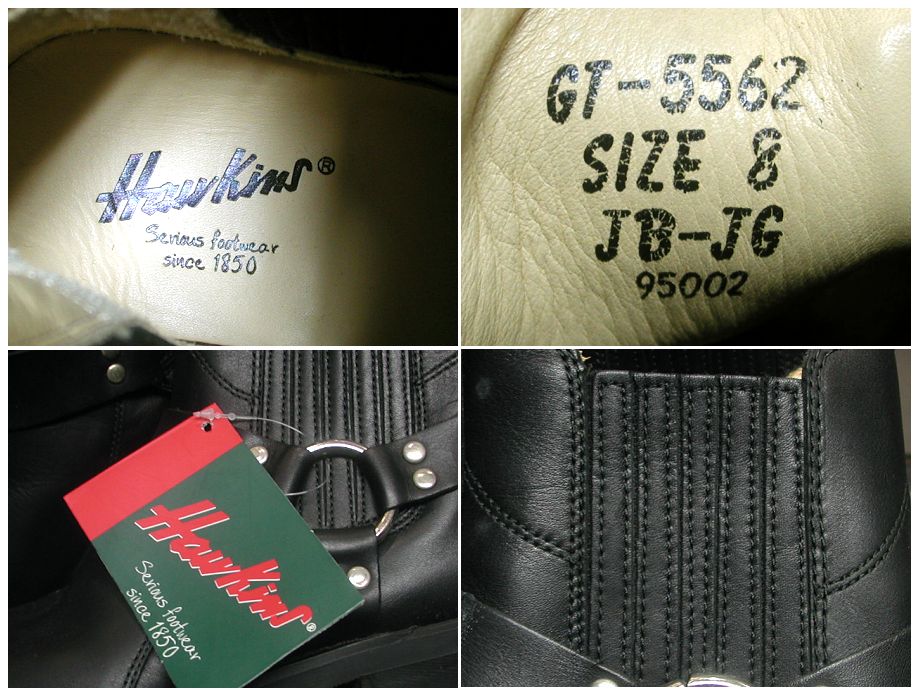 Hawkins®
Serious footwear
since 1850
GT-5562
SIZE 8
JB-JG
95002
Hawkins®
Serious footwear
since 1850